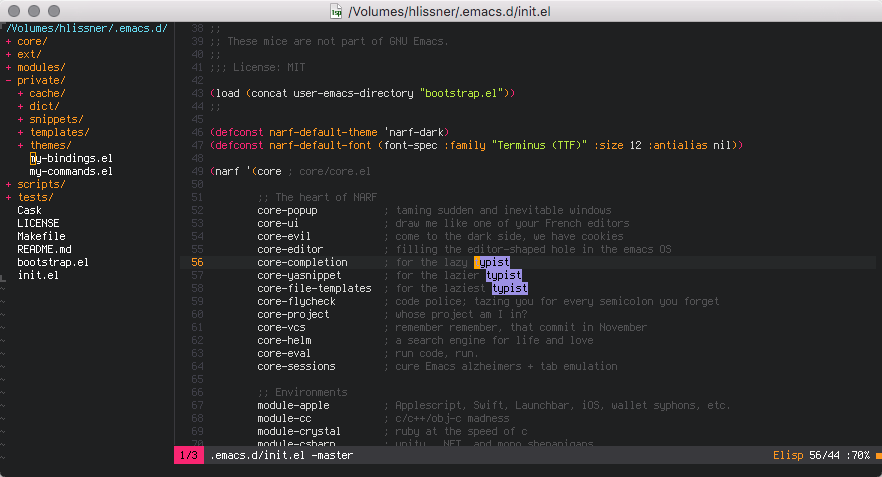 /Volumes/hlissner/.emacs.d/init.el
/Volumes/hlissner/.emacs.d/
+ core/
+ ext/
+ modules/
- private/
+ cache/
+ dict/
+ snippets/
+ templates/
+ themes/
my-bindings.el
my-commands.el
+ scripts/
+ tests/
Cask
LICENSE
Makefile
README.md
bootstrap.el
init.el
38 ;;
39 ;; These mice are not part of GNU Emacs.
40 ;;
41 ;;; License: MIT
42
43 (load (concat user-emacs-directory "bootstrap.el"))
44 ;;
45
46 (defconst narf-default-theme 'narf-dark)
47 (defconst narf-default-font (font-spec :family "Terminus (TTF)" :size 12 :antialias nil))
48
49 (narf '(core ; core/core.el
50
51 ;; The heart of NARF
52 core-popup ; taming sudden and inevitable windows
53 core-ui ; draw me like one of your French editors
54 core-evil ; come to the dark side, we have cookies
55 core-editor ; filling the editor-shaped hole in the emacs OS
56 core-completion ; for the lazy typist
57 core-yasnippet ; for the lazier typist
58 core-file-templates ; for the laziest typist
59 core-flycheck ; code police; tazing you for every semicolon you forget
60 core-project ; whose project am I in?
61 core-vcs ; remember remember, that commit in November
62 core-helm ; a search engine for life and love
63 core-eval ; run code, run.
64 core-sessions ; cure Emacs alzheimers + tab emulation
65
66 ;; Environments
67 module-apple ; Applescript, Swift, Launchbar, iOS, wallet syphons, etc.
68 module-cc ; c/c++/obj-c madness
69 module-crystal ; ruby at the speed of c
70 module-csharp ; unity, .NET, and mono shenanigans
1/3 .emacs.d/init.el -master Elisp 56/44 :70%